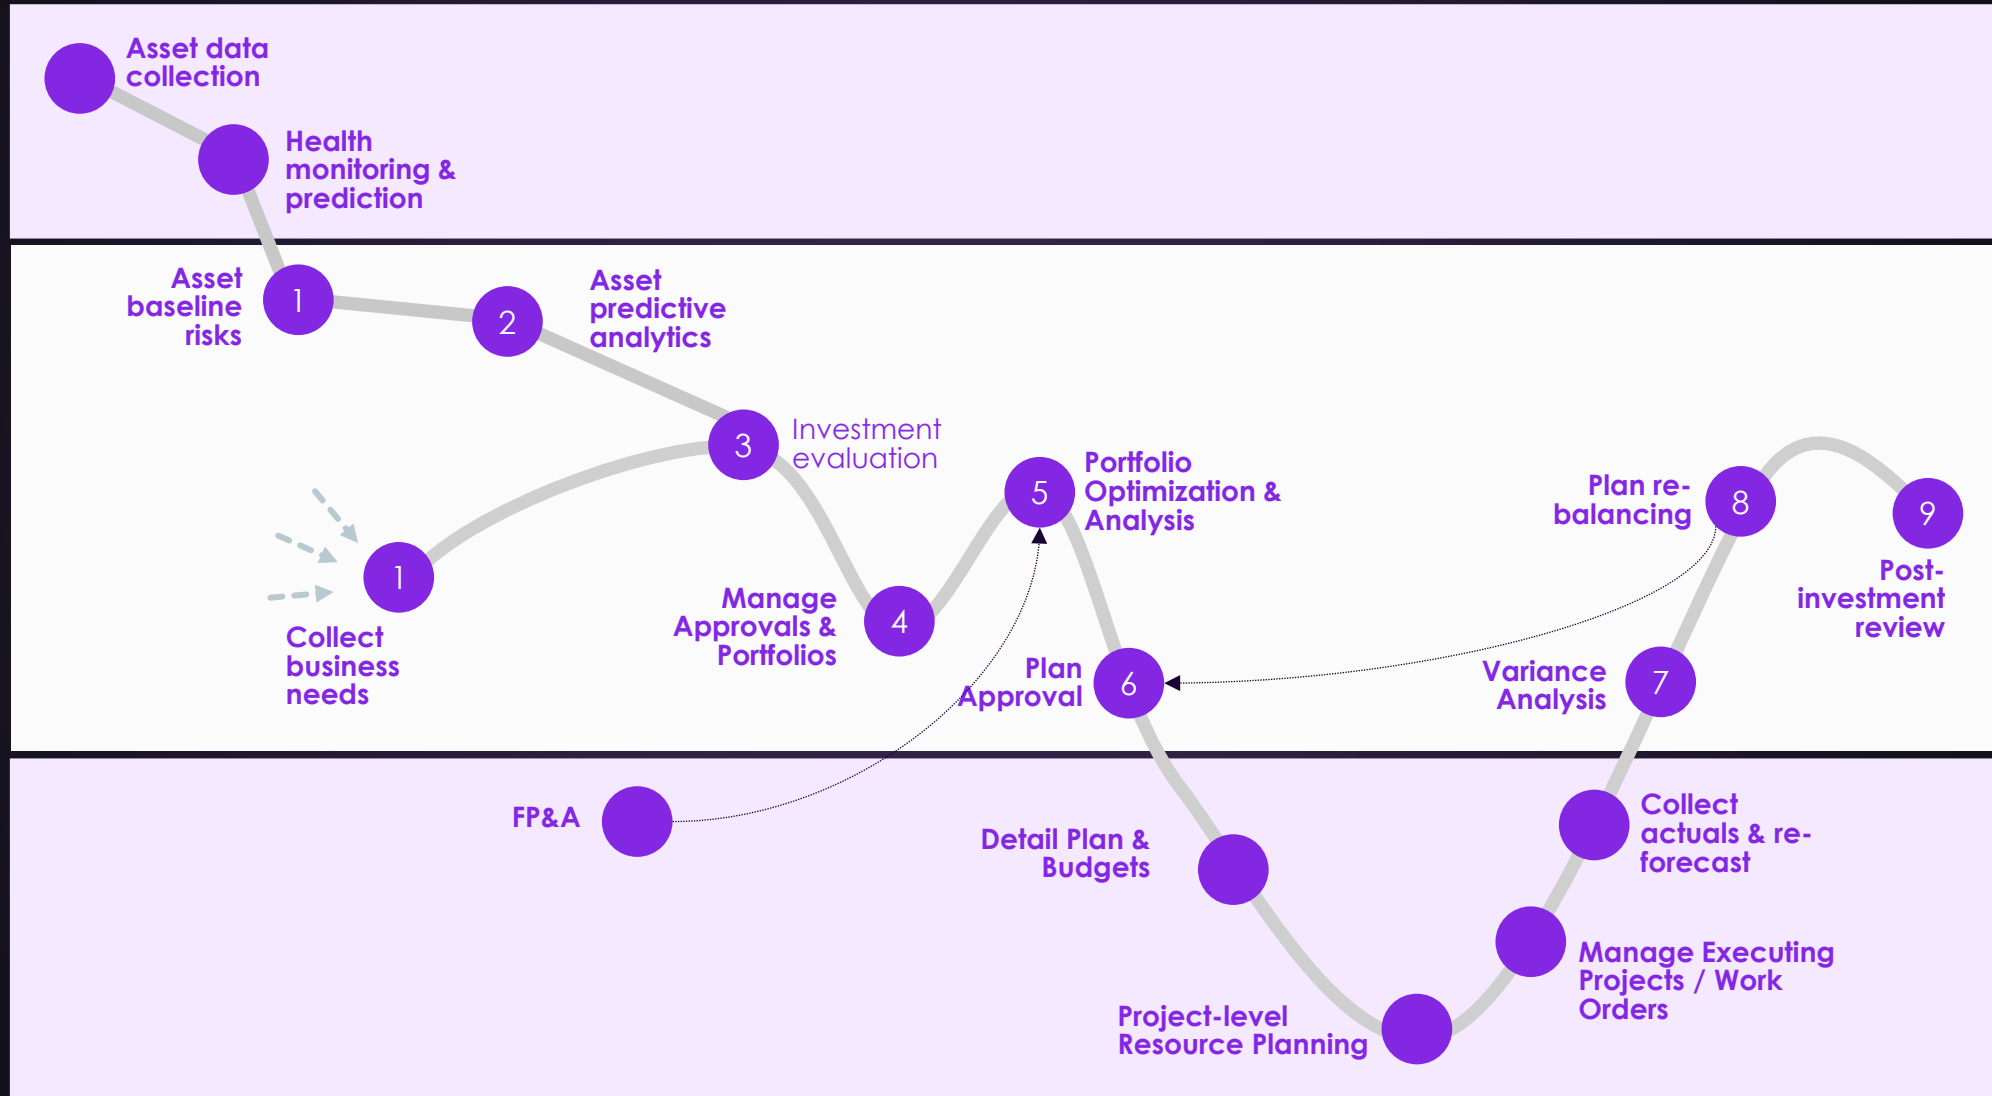 Asset data
collection
Health
monitoring &
prediction
Asset
baseline
risks
1
2
Asset
predictive
analytics
3
Investment
evaluation
1
Collect
business
needs
Manage
Approvals &
Portfolios
4
5
Portfolio
Optimization &
Analysis
Plan
Approval
6
Variance
Analysis
7
Plan re-
balancing
8
9
Post-
investment
review
FP&A
Detail Plan &
Budgets
Project-level
Resource Planning
Manage Executing
Projects / Work
Orders
Collect
actuals & re-
forecast